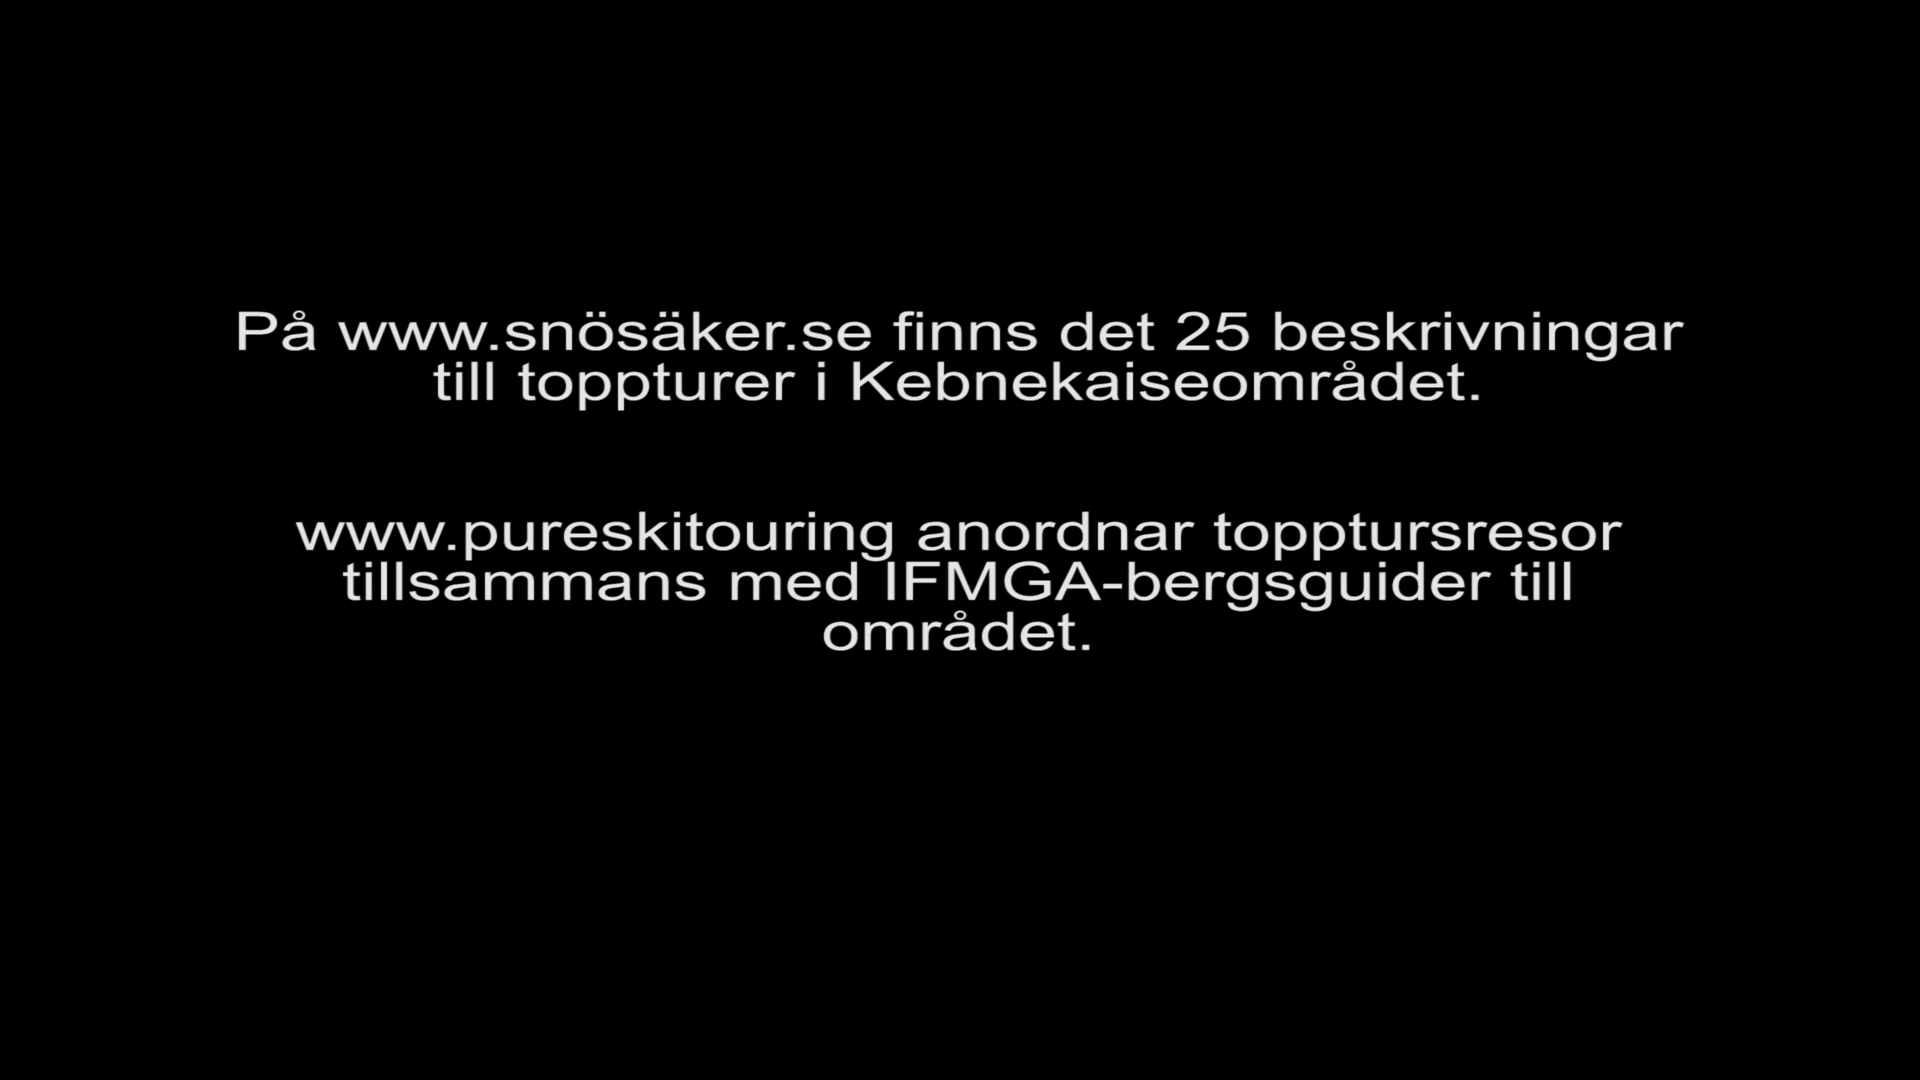 På www.snösäker.se finns det 25 beskrivningar
till toppturer i Kebnekaiseområdet.
www.pureskitouring anordnar topptursresor
tillsammans med IFMGA-bergsguider till
området.